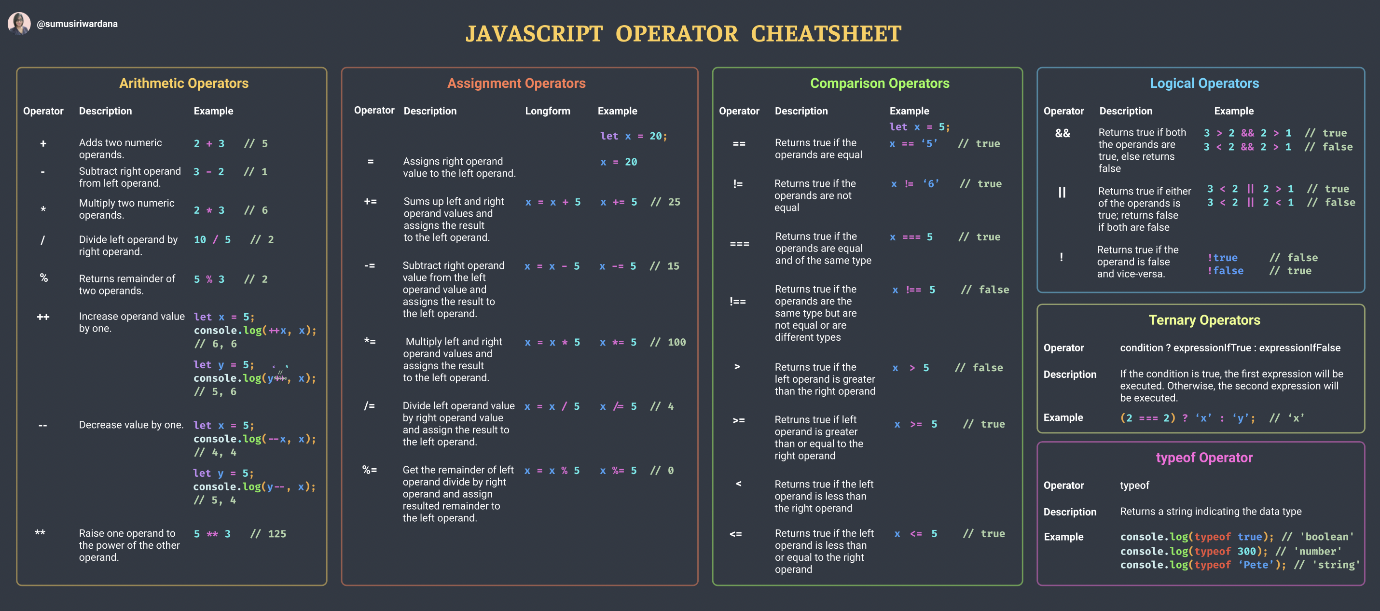 @sumusiriwardana
JAVASCRIPT OPERATOR CHEATSHEET
Arithmetic Operators
Operator Description Example
+ Adds two numeric 2 + 3 // 5
operands.
- Subtract right operand 3 - 2 // 1
from left operand.
* Multiply two numeric 2 * 3 // 6
operands.
/ Divide left operand by 10 / 5 // 2
right operand.
% Returns remainder of 5 % 3 // 2
two operands.
++ Increase operand value let x = 5;
by one. console.log(++x, x);
// 6, 6
let y = 5;
console.log(y++, x);
// 5, 6
-- Decrease value by one. let x = 5;
console.log(--x, x);
// 4, 4
let y = 5;
console.log(y--, x);
// 5, 4
** Raise one operand to 5 ** 3 // 125
the power of the other
operand.
Assignment Operators
Operator Description Longform Example
let x = 20;
= Assigns right operand x = 20
value to the left operand.
+= Sums up left and right x = x + 5 x += 5 // 25
operand values and
assigns the result
to the left operand.
-= Subtract right operand x = x - 5 x -= 5 // 15
value from the left
operand value and
assigns the result to
the left operand.
*= Multiply left and right x = x * 5 x *= 5 // 100
operand values and
assigns the result
to the left operand.
/= Divide left operand value x = x / 5 x /= 5 // 4
by right operand value
and assign the result to
the left operand.
%= Get the remainder of left x = x % 5 x %= 5 // 0
operand divide by right
operand and assign
resulted remainder to
the left operand.
Comparison Operators
Operator Description Example
let x = 5;
== Returns true if the x == ‘5’ // true
operands are equal
!= Returns true if the x != ‘6’ // true
operands are not
equal
=== Returns true if the x === 5 // true
operands are equal
and of the same type
!== Returns true if the x !== 5 // false
operands are the
same type but are
not equal or are
different types
> Returns true if the x > 5 // false
left operand is greater
than the right operand
>= Retruns true if left x >= 5 // true
operand is greater
than or equal to the
right operand
< Returns true if the left
operand is less than
the right operand
<= Returns true if the left x <= 5 // true
operand is less than
or equal to the right
operand
Logical Operators
Operator Description Example
&& Returns true if both 3 > 2 && 2 > 1 // true
the operands are 3 < 2 && 2 > 1 // false
true, else returns
false
|| Returns true if either 3 < 2 || 2 > 1 // true
of the operands is 3 < 2 || 2 < 1 // false
true; returns false
if both are false
! Returns true if the !true // false
operand is false !false // true
and vice-versa.
Ternary Operators
Operator condition ? expressionIfTrue : expressionIfFalse
Description If the condition is true, the first expression will be
executed. Otherwise, the second expression will
be executed.
Example (2 === 2) ? ‘x’ : ‘y’; // ‘x’
typeof Operator
Operator typeof
Description Returns a string indicating the data type
Example console.log(typeof true); // 'boolean'
console.log(typeof 300); // 'number'
console.log(typeof ‘Pete’); // 'string'